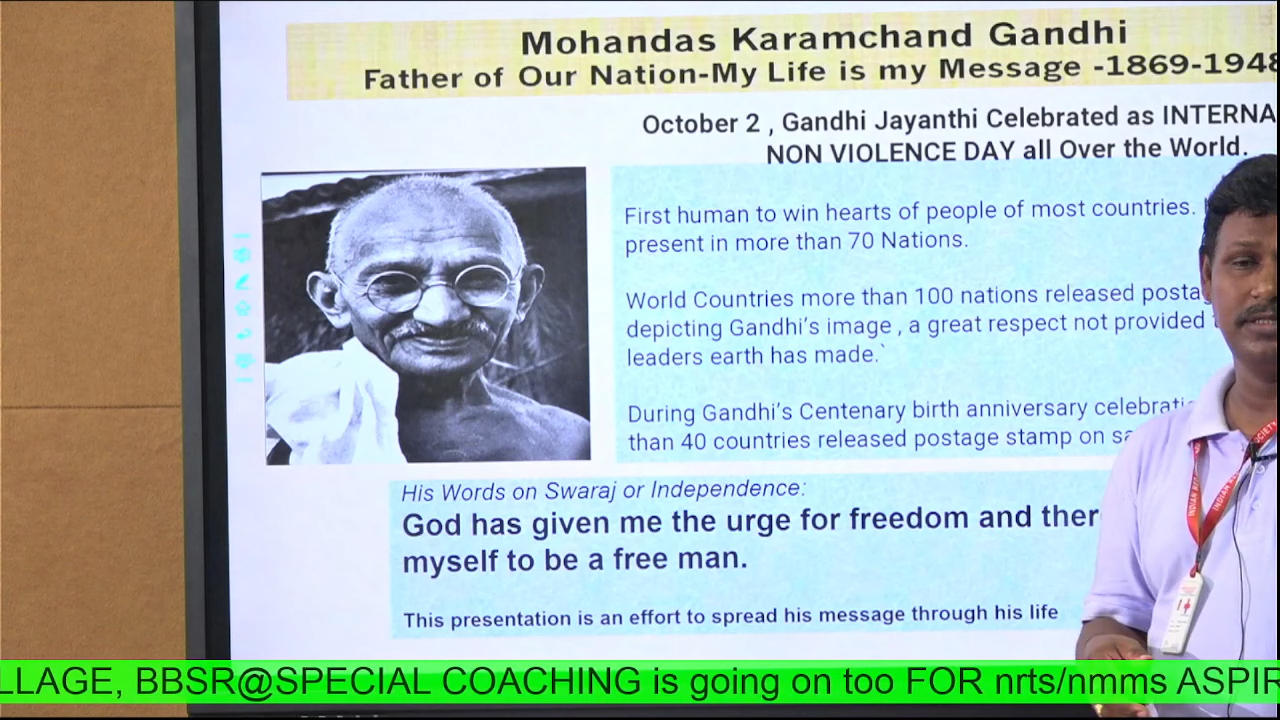 Mohandas Karamchand Gandhi
Father of Our Nation-My Life is my Message -1869-1948
October 2 , Gandhi Jayanthi Celebrated as INTERNA
NON VIOLENCE DAY all Over the World.
First human to win hearts of people of most countries.
present in more than 70 Nations.
World Countries more than 100 nations released posta
depicting Gandhi's image , a great respect not provided
leaders earth has made.`
During Gandhi's Centenary birth anniversary celebrati
than 40 countries released postage stamp on sa
His Words on Swaraj or Independence:
God has given me the urge for freedom and ther
myself to be a free man.
This presentation is an effort to spread his message through his life
LLAGE, BBSR@SPECIAL COACHING is going on too FOR nrts/nmms ASPIR